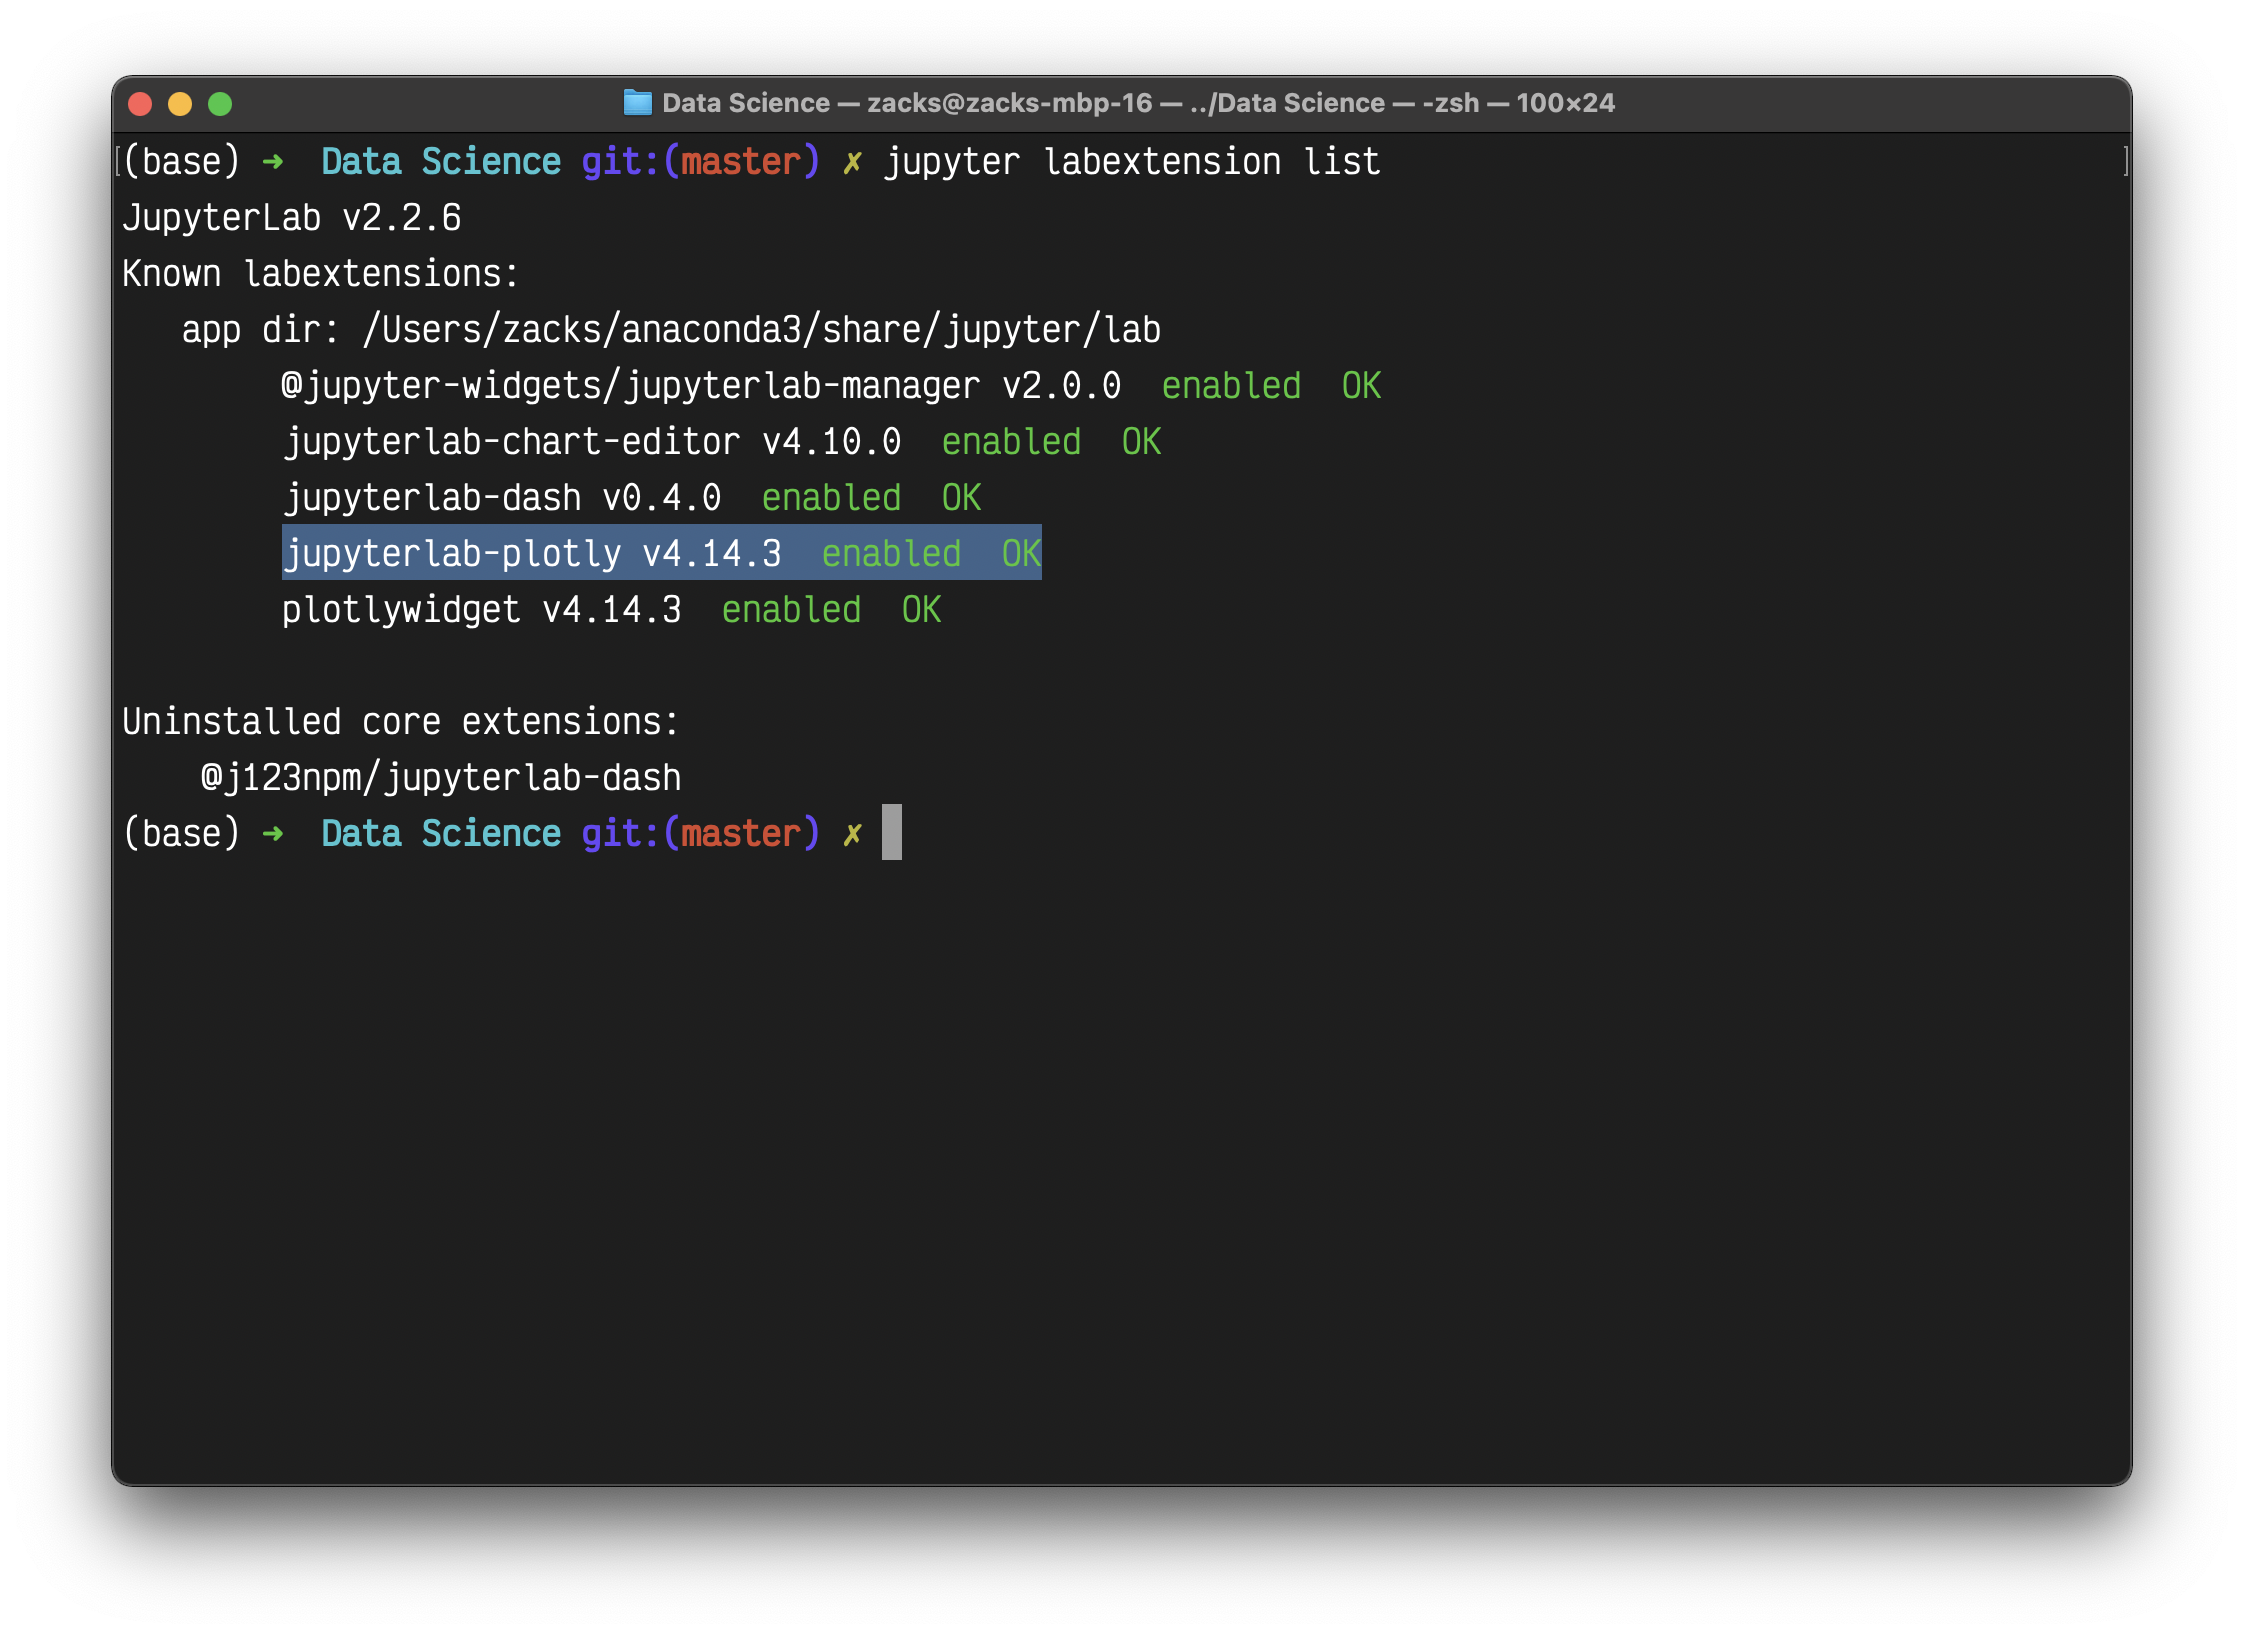 Data Science — zacks@zacks-mbp-16 — ../Data Science — -zsh — 100×24
[(base) ➜  Data Science git:(master) ✗ jupyter labextension list ]
JupyterLab v2.2.6
Known labextensions:
   app dir: /Users/zacks/anaconda3/share/jupyter/lab
        @jupyter-widgets/jupyterlab-manager v2.0.0  enabled  OK
        jupyterlab-chart-editor v4.10.0  enabled  OK
        jupyterlab-dash v0.4.0  enabled  OK
        jupyterlab-plotly v4.14.3  enabled  OK
        plotlywidget v4.14.3  enabled  OK
Uninstalled core extensions:
    @j123npm/jupyterlab-dash
(base) ➜  Data Science git:(master) ✗